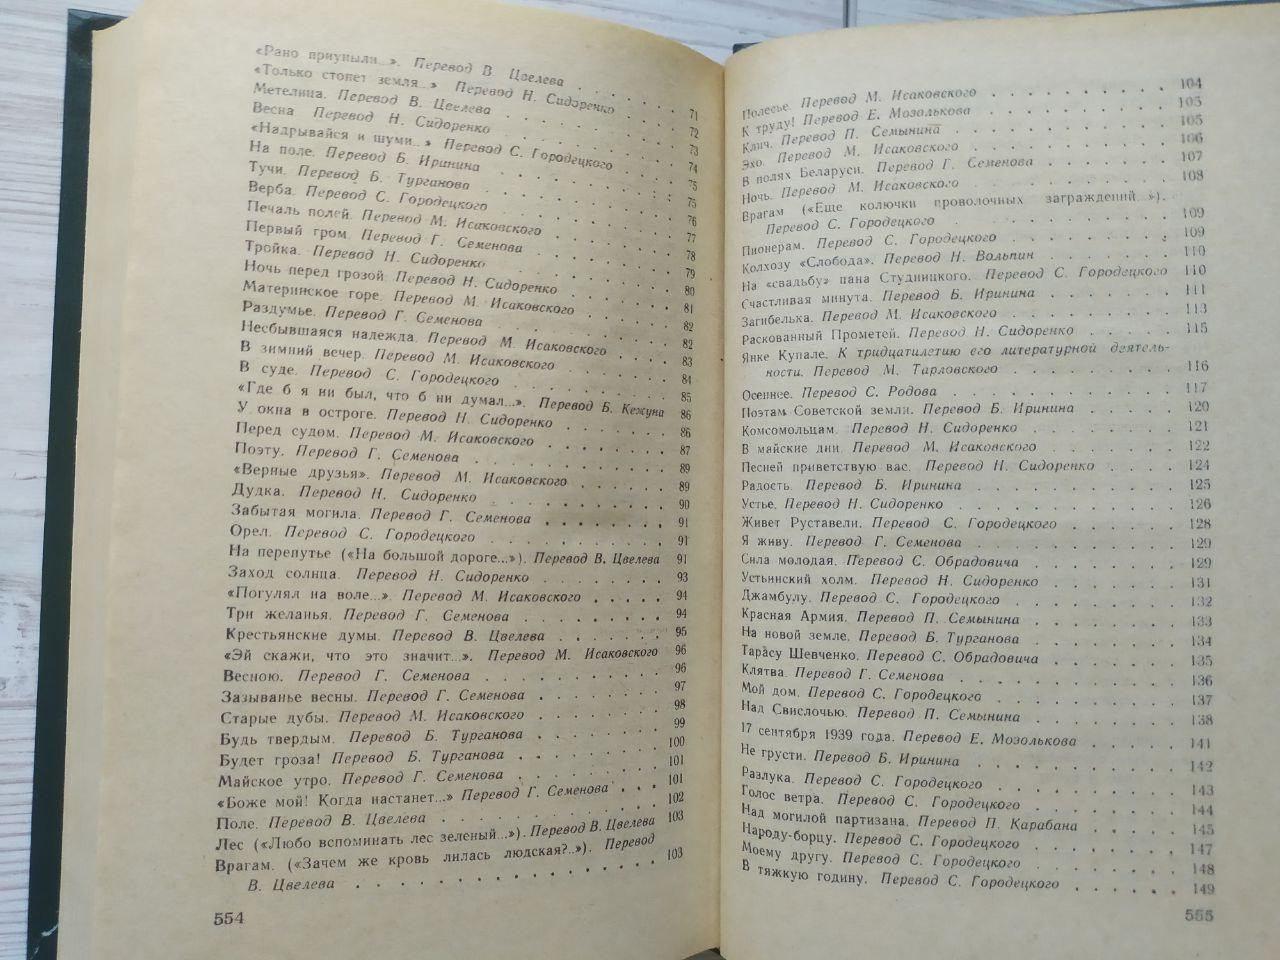 «Рано приуныли...». Перевод В. Цвелева . . . . . . . 71
«Только стонет земля...» Перевод Н. Сидоренко . . . . 72
Метелица. Перевод В. Цвелева . . . . . . . . 73
Весна Перевод Н. Сидоренко . . . . . . . . 74
«Надрывайся и шуми...» Перевод С. Городецкого . . . . 75
На поле. Перевод Б. Иринина . . . . . . . . 75
Тучи. Перевод Б. Турганова . . . . . . . . 76
Верба. Перевод С. Городецкого . . . . . . . . 77
Печаль полей. Перевод М. Исаковского . . . . . . 78
Первый гром. Перевод Г. Семенова . . . . . . . 79
Тройка. Перевод Н. Сидоренко . . . . . . . . 80
Ночь перед грозой. Перевод Н. Сидоренко . . . . . 81
Материнское горе. Перевод М. Исаковского . . . . . 82
Раздумье. Перевод Г. Семенова . . . . . . . . 82
Несбывшаяся надежда. Перевод М. Исаковского . . . . 83
В зимний вечер. Перевод М. Исаковского . . . . . . 84
В суде. Перевод С. Городецкого . . . . . . . . 85
«Где б я ни был, что б ни думал...». Перевод Б. Кежуна 86
У окна в остроге. Перевод Н. Сидоренко . . . . . . 86
Перед судом. Перевод М. Исаковского . . . . . . 87
Поэту. Перевод Г. Семенова . . . . . . . . . 89
«Верные друзья». Перевод М. Исаковского . . . . . 89
Дудка. Перевод Н. Сидоренко . . . . . . . . 90
Забытая могила. Перевод Г. Семенова . . . . . . 91
Орел. Перевод С. Городецкого . . . . . . . . 91
На перепутье («На большой дороге...»). Перевод В. Цвелева 91
Заход солнца. Перевод Н. Сидоренко . . . . . . 93
«Погулял на воле...». Перевод М. Исаковского . . . . . 94
Три желанья. Перевод Г. Семенова . . . . . . . 94
Крестьянские думы. Перевод В. Цвелева . . . . . . 95
«Эй скажи, что это значит...». Перевод М. Исаковского 96
Весною. Перевод Г. Семенова . . . . . . . . 96
Зазыванье весны. Перевод Г. Семенова . . . . . . 97
Старые дубы. Перевод М. Исаковского . . . . . . 98
Будь твердым. Перевод Б. Турганова . . . . . . 99
Будет гроза! Перевод Б. Турганова . . . . . . . 100
Майское утро. Перевод Г. Семенова . . . . . . . 101
«Боже мой! Когда настанет...» Перевод Г. Семенова . . . 101
Поле. Перевод В. Цвелева . . . . . . . . . 102
Лес («Любо вспоминать лес зеленый...»). Перевод В. Цвелева 103
Врагам. («Зачем же кровь лилась людская?..»). Перевод
В. Цвелева . . . . . . . . . . . . . 103
554
Полесье. Перевод М. Исаковского . . . . . . . . 104
К труду! Перевод Е. Мозолькова . . . . . . . . 105
Клич. Перевод П. Семынина . . . . . . . . . 105
Эхо. Перевод М. Исаковского . . . . . . . . . 106
В полях Беларуси. Перевод Г. Семенова . . . . . . 107
Ночь. Перевод М. Исаковского . . . . . . . . 108
Врагам («Еще колючки проволочных заграждений...»).
Перевод С. Городецкого . . . . . . . . . 109
Пионерам. Перевод С. Городецкого . . . . . . . 109
Колхозу «Слобода». Перевод Н. Вольпин . . . . . . 110
На «свадьбу» пана Студницкого. Перевод С. Городецкого 110
Счастливая минута. Перевод Б. Иринина . . . . . . 111
Загибелька. Перевод М. Исаковского . . . . . . . 113
Раскованный Прометей. Перевод Н. Сидоренко . . . . 115
Янке Купале. К тридцатилетию его литературной деятель-
ности. Перевод М. Тарловского . . . . . . . 116
Осеннее. Перевод С. Родова . . . . . . . . . 117
Поэтам Советской земли. Перевод Б. Иринина . . . . 120
Комсомольцам. Перевод Н. Сидоренко . . . . . . . 121
В майские дни. Перевод М. Исаковского . . . . . . 122
Песней приветствую вас. Перевод Н. Сидоренко . . . . 124
Радость. Перевод Б. Иринина . . . . . . . . . 125
Устье. Перевод Н. Сидоренко . . . . . . . . . 126
Живет Руставели. Перевод С. Городецкого . . . . . 128
Я живу. Перевод Г. Семенова . . . . . . . . . 129
Сила молодая. Перевод С. Обрадовича . . . . . . 129
Устьинский холм. Перевод Н. Сидоренко . . . . . . 131
Джамбулу. Перевод С. Городецкого . . . . . . . 132
Красная Армия. Перевод П. Семынина . . . . . . 133
На новой земле. Перевод Б. Турганова . . . . . . 134
Тарасу Шевченко. Перевод С. Обрадовича . . . . . 135
Клятва. Перевод Г. Семенова . . . . . . . . . 136
Мой дом. Перевод С. Городецкого . . . . . . . . 137
Над Свислочью. Перевод П. Семынина . . . . . . 138
17 сентября 1939 года. Перевод Е. Мозолькова . . . . . 141
Не грусти. Перевод Б. Иринина . . . . . . . . 142
Разлука. Перевод С. Городецкого . . . . . . . . 143
Голос ветра. Перевод С. Городецкого . . . . . . . 144
Над могилой партизана. Перевод П. Карабана . . . . 145
Народу-борцу. Перевод С. Городецкого . . . . . . 147
Моему другу. Перевод С. Городецкого . . . . . . . 148
В тяжкую годину. Перевод С. Городецкого . . . . . . 149
555